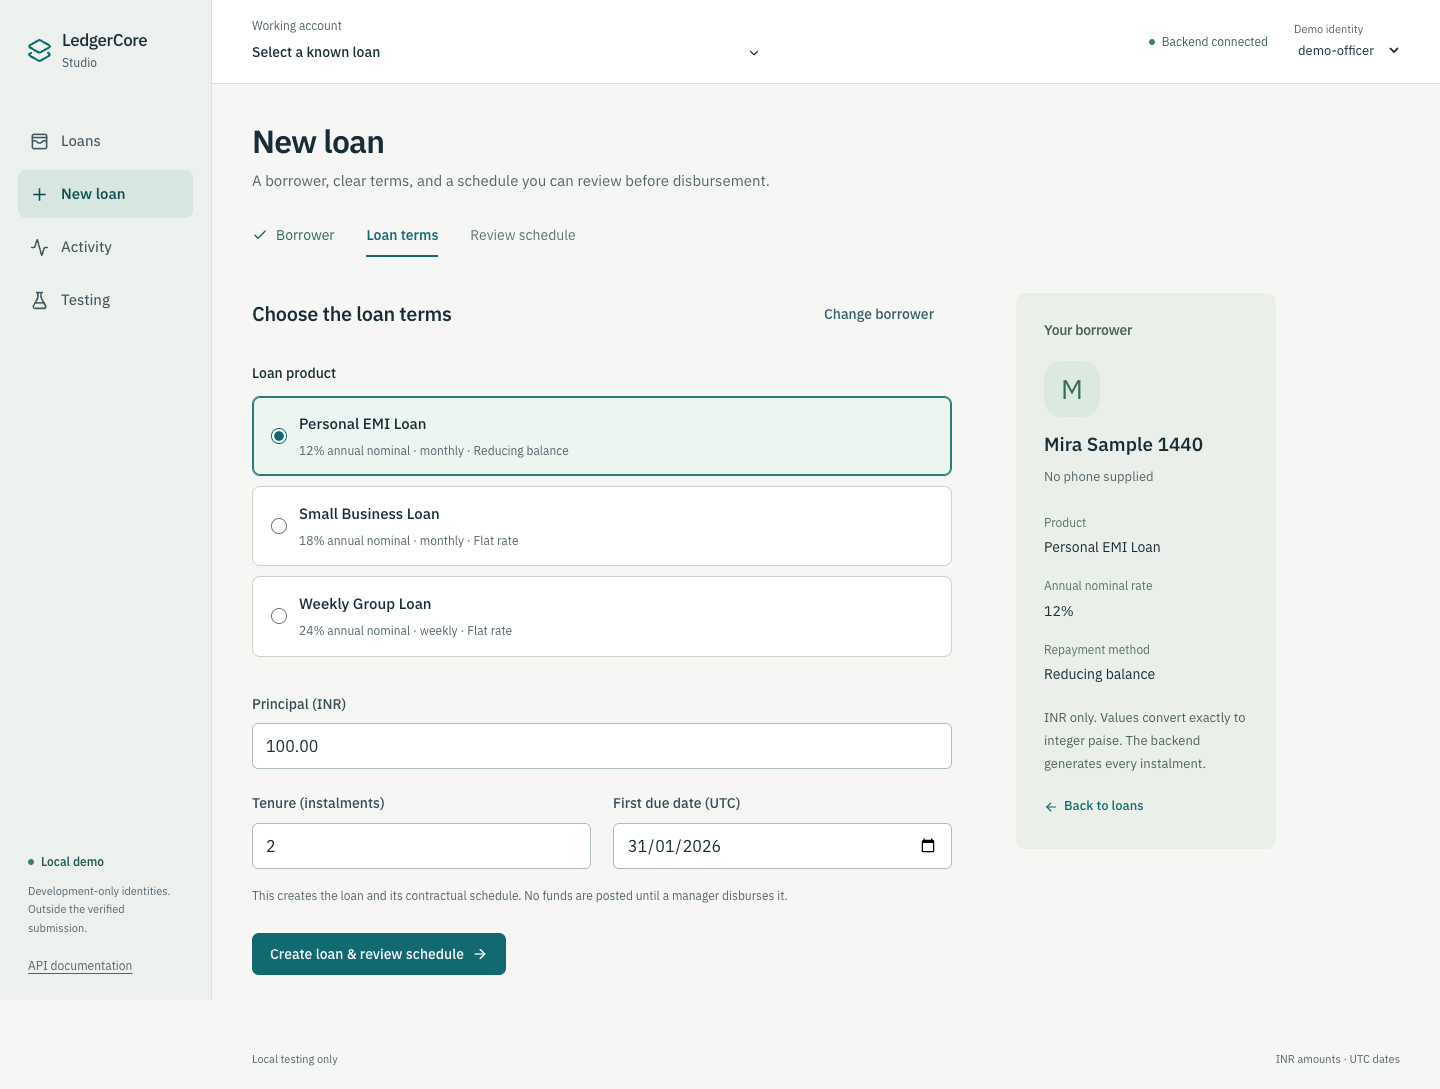 LedgerCore
Studio
Loans
New loan
Activity
Testing
Local demo
Development-only identities.
Outside the verified
submission.
API documentation
Working account
Select a known loan
Backend connected
Demo identity
demo-officer
New loan
A borrower, clear terms, and a schedule you can review before disbursement.
Borrower
Loan terms
Review schedule
Choose the loan terms
Change borrower
Loan product
Personal EMI Loan
12% annual nominal · monthly · Reducing balance
Small Business Loan
18% annual nominal · monthly · Flat rate
Weekly Group Loan
24% annual nominal · weekly · Flat rate
Principal (INR)
100.00
Tenure (instalments)
2
First due date (UTC)
31/01/2026
This creates the loan and its contractual schedule. No funds are posted until a manager disburses it.
Create loan & review schedule
Your borrower
M
Mira Sample 1440
No phone supplied
Product
Personal EMI Loan
Annual nominal rate
12%
Repayment method
Reducing balance
INR only. Values convert exactly to
integer paise. The backend
generates every instalment.
Back to loans
Local testing only
INR amounts · UTC dates